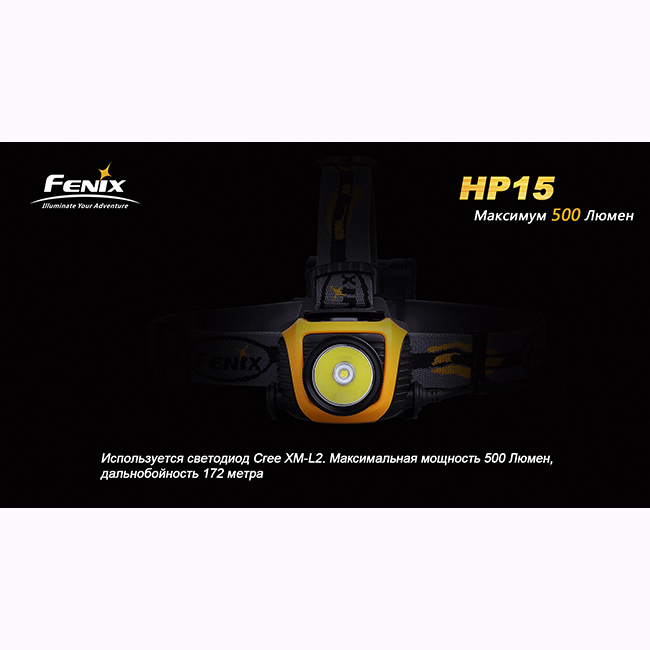 FENIX
Illuminate Your Adventure
HP15
Максимум 500 Люмен
FENIX
Используется светодиод Cree XM-L2. Максимальная мощность 500 Люмен,
дальнобойность 172 метра